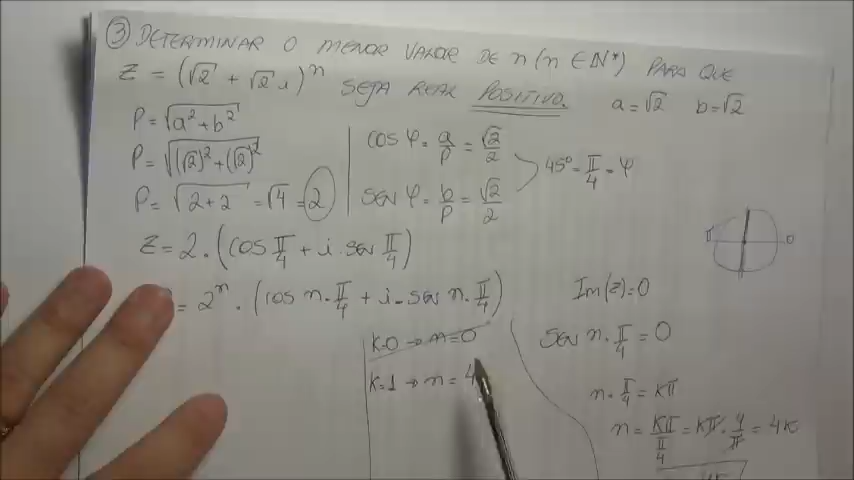 ③ DETERMINAR O MENOR VALOR DE n (n ∈ N*) PARA QUE
Z = (√2 + √2 i)^n SEJA REAL POSITIVO. a = √2 b = √2
P = √(a² + b²)
P = √((√2)² + (√2)²)
P = √(2 + 2) = √4 = 2
cos φ = a/P = √2/2
SEN φ = b/P = √2/2
45° = π/4 = φ
π 0
Z = 2 . (cos π/4 + i . SEN π/4)
= 2^n . (cos n . π/4 + i . SEN n . π/4)
K=0 → n=0
K=1 → n = 4
Im(Z) = 0
SEN n . π/4 = 0
n . π/4 = Kπ
n = Kπ/(π/4) = Kπ . 4/π = 4K